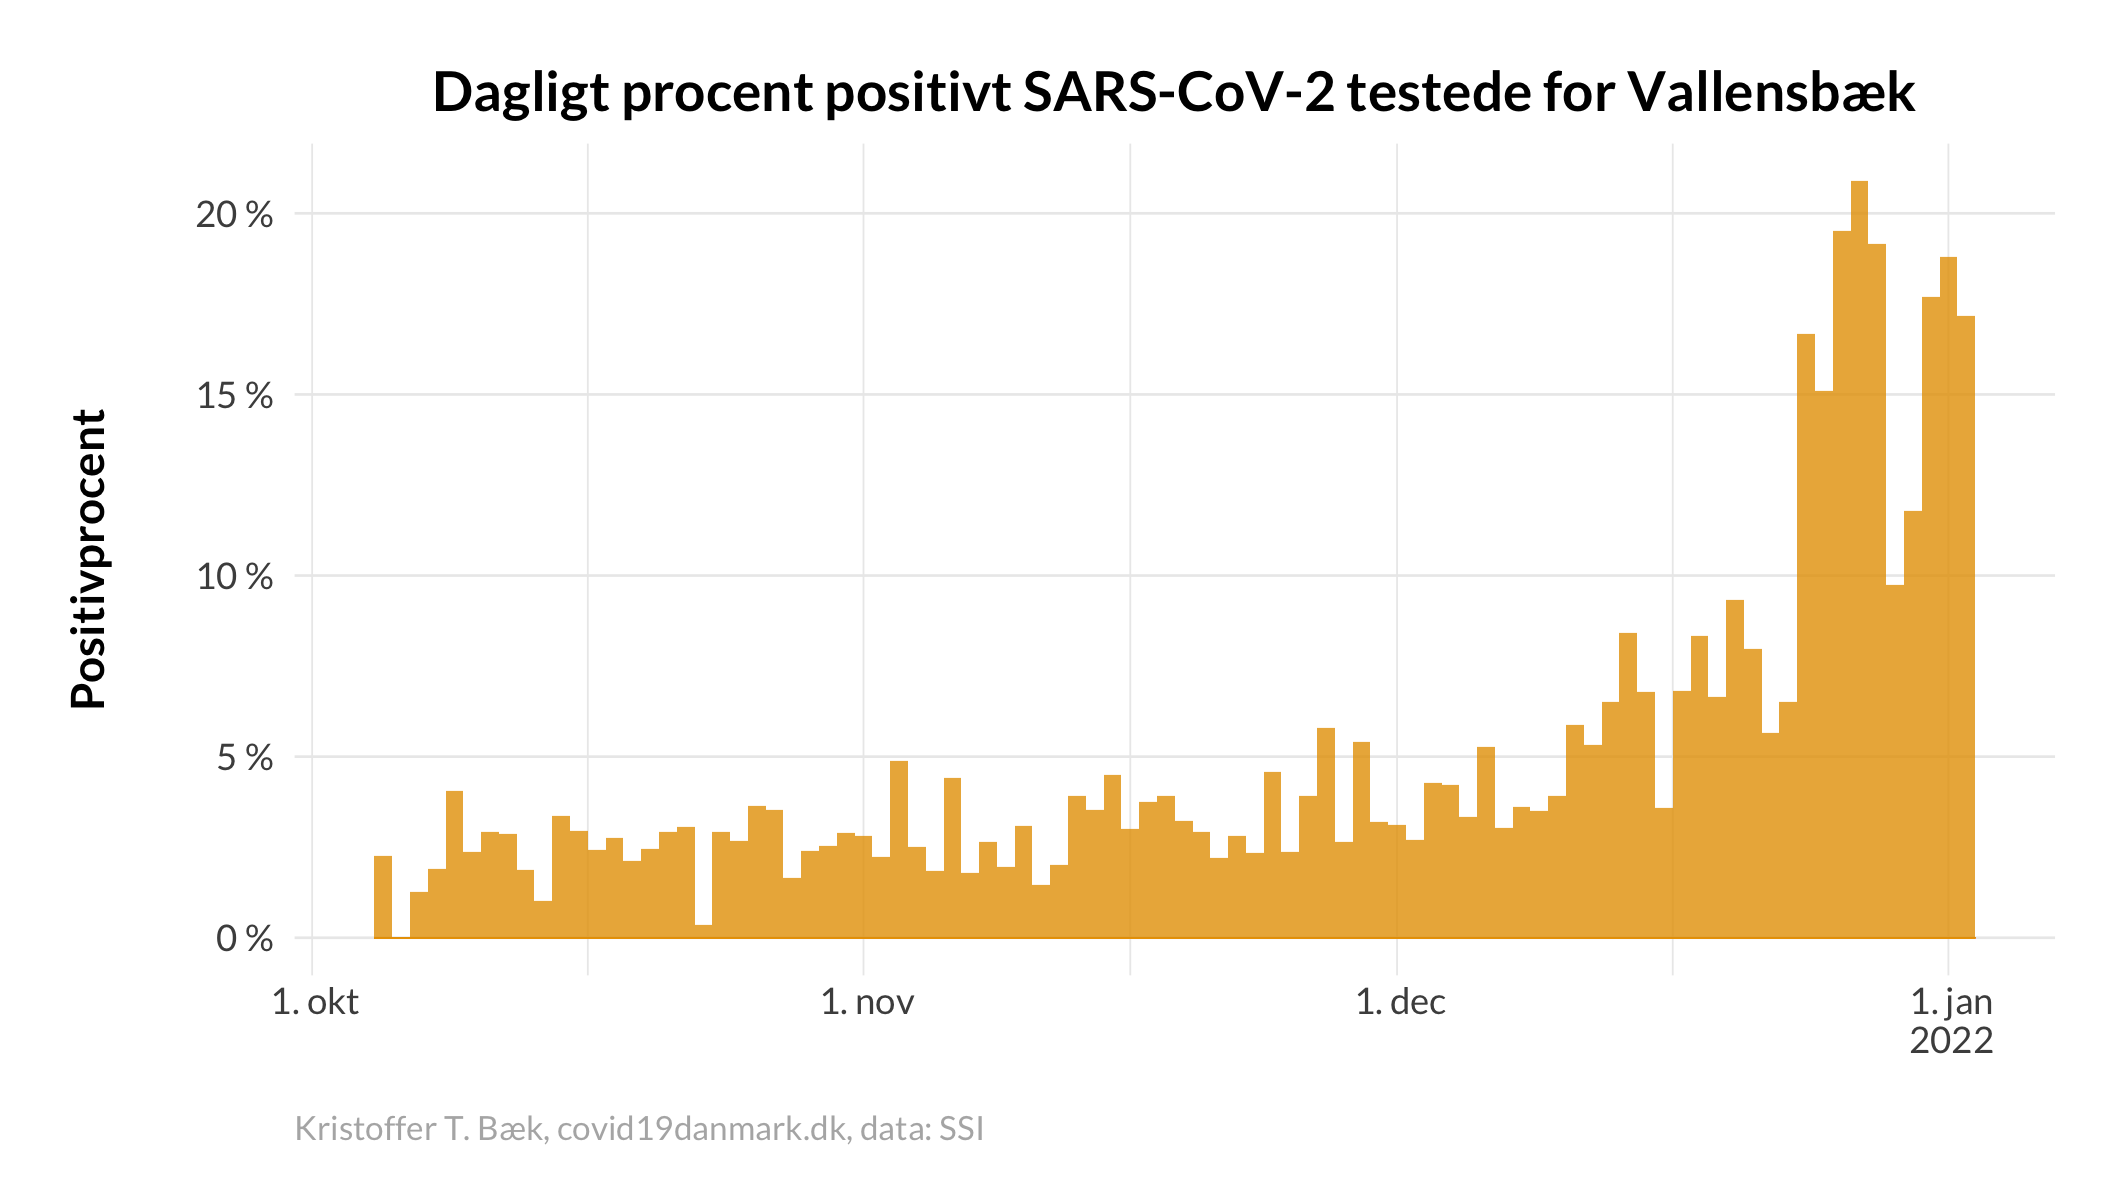 Dagligt procent positivt SARS-CoV-2 testede for Vallensbæk
Positivprocent
20 %
15 %
10 %
5 %
0 %
1. okt
1. nov
1. dec
1. jan
2022
Kristoffer T. Bæk, covid19danmark.dk, data: SSI